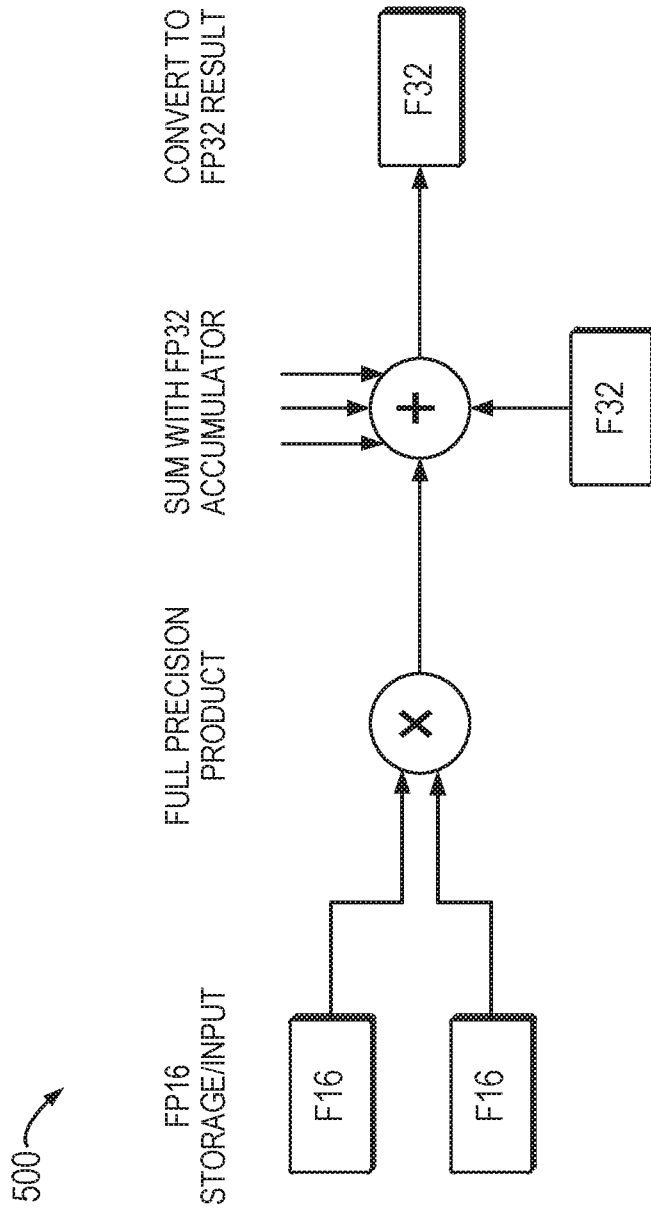 500
FP16
STORAGE/INPUT
FULL PRECISION
PRODUCT
SUM WITH FP32
ACCUMULATOR
CONVERT TO
FP32 RESULT
F16
F16
×
+
F32
F32